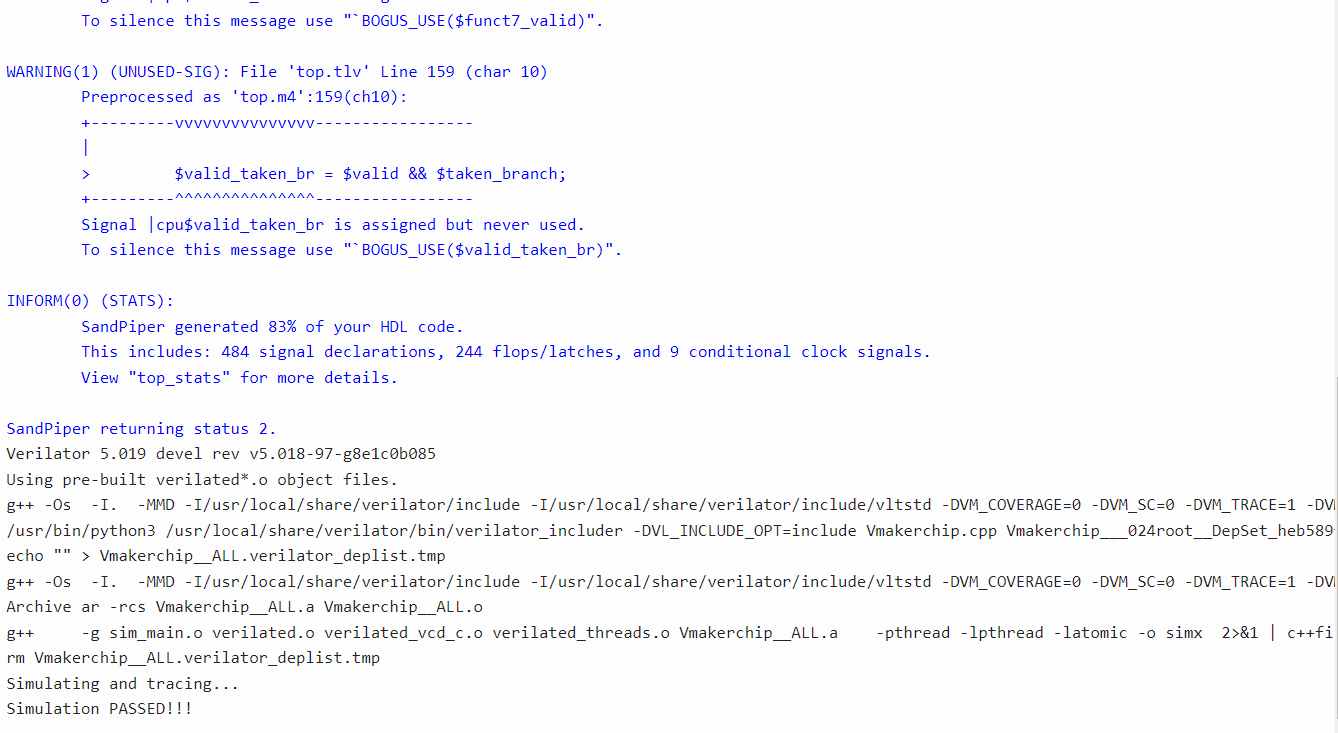 To silence this message use "`BOGUS_USE($funct7_valid)".
WARNING(1) (UNUSED-SIG): File 'top.tlv' Line 159 (char 10)
Preprocessed as 'top.m4':159(ch10):
+---------vvvvvvvvvvvvvvv-----------------
|
>         $valid_taken_br = $valid && $taken_branch;
+---------^^^^^^^^^^^^^^^-----------------
Signal |cpu$valid_taken_br is assigned but never used.
To silence this message use "`BOGUS_USE($valid_taken_br)".
INFORM(0) (STATS):
SandPiper generated 83% of your HDL code.
This includes: 484 signal declarations, 244 flops/latches, and 9 conditional clock signals.
View "top_stats" for more details.
SandPiper returning status 2.
Verilator 5.019 devel rev v5.018-97-g8e1c0b085
Using pre-built verilated*.o object files.
g++ -Os  -I.  -MMD -I/usr/local/share/verilator/include -I/usr/local/share/verilator/include/vltstd -DVM_COVERAGE=0 -DVM_SC=0 -DVM_TRACE=1
/usr/bin/python3 /usr/local/share/verilator/bin/verilator_includer -DVL_INCLUDE_OPT=include Vmakerchip.cpp Vmakerchip___024root__DepSet_heb589
echo "" > Vmakerchip__ALL.verilator_deplist.tmp
g++ -Os  -I.  -MMD -I/usr/local/share/verilator/include -I/usr/local/share/verilator/include/vltstd -DVM_COVERAGE=0 -DVM_SC=0 -DVM_TRACE=1
Archive ar -rcs Vmakerchip__ALL.a Vmakerchip__ALL.o
g++     -g sim_main.o verilated.o verilated_vcd_c.o verilated_threads.o Vmakerchip__ALL.a    -pthread -lpthread -latomic -o simx  2>&1 | c++fi
rm Vmakerchip__ALL.verilator_deplist.tmp
Simulating and tracing...
Simulation PASSED!!!